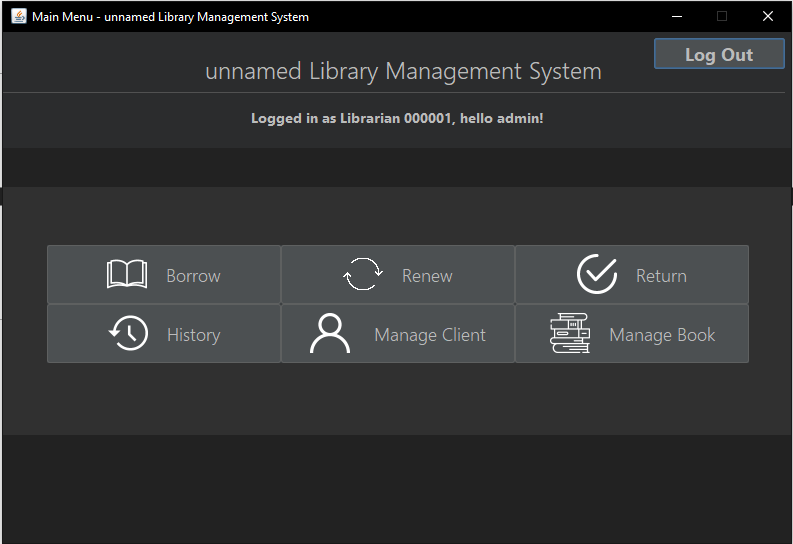 Main Menu - unnamed Library Management System
Log Out
unnamed Library Management System
Logged in as Librarian 000001, hello admin!
Borrow
Renew
Return
History
Manage Client
Manage Book